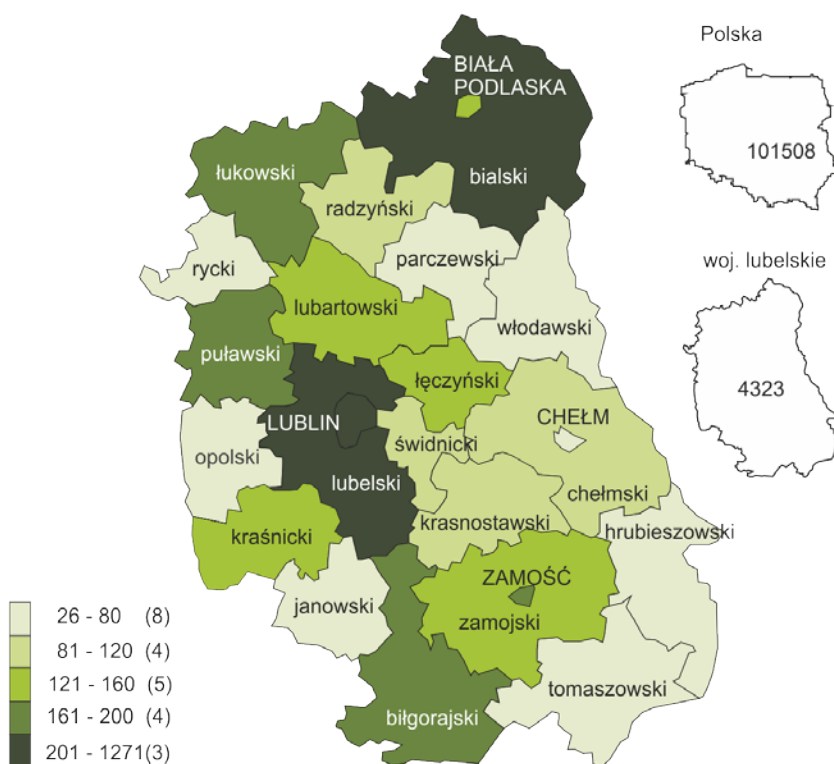 Polska
101508
woj. lubelskie
4323
BIAŁA
PODLASKA
bialski
łukowski
radzyński
rycki
parczewski
lubartowski
włodawski
puławski
łęczyński
CHEŁM
LUBLIN
świdnicki
opolski
lubelski
chełmski
krasnostawski
hrubieszowski
kraśnicki
ZAMOŚĆ
janowski
zamojski
tomaszowski
biłgorajski
26 - 80 (8)
81 - 120 (4)
121 - 160 (5)
161 - 200 (4)
201 - 1271(3)